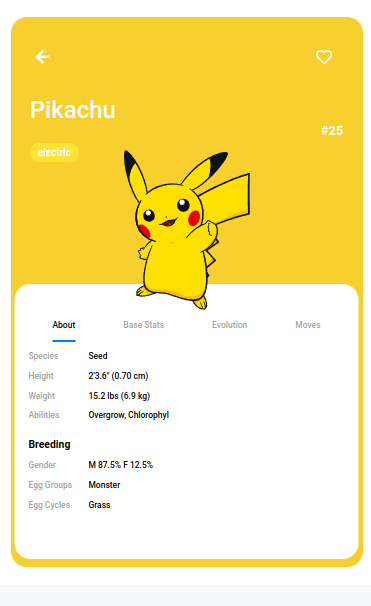 Pikachu
#25
electric
About Base Stats Evolution Moves
Species Seed
Height 2'3.6" (0.70 cm)
Weight 15.2 lbs (6.9 kg)
Abilities Overgrow, Chlorophyl
Breeding
Gender M 87.5% F 12.5%
Egg Groups Monster
Egg Cycles Grass